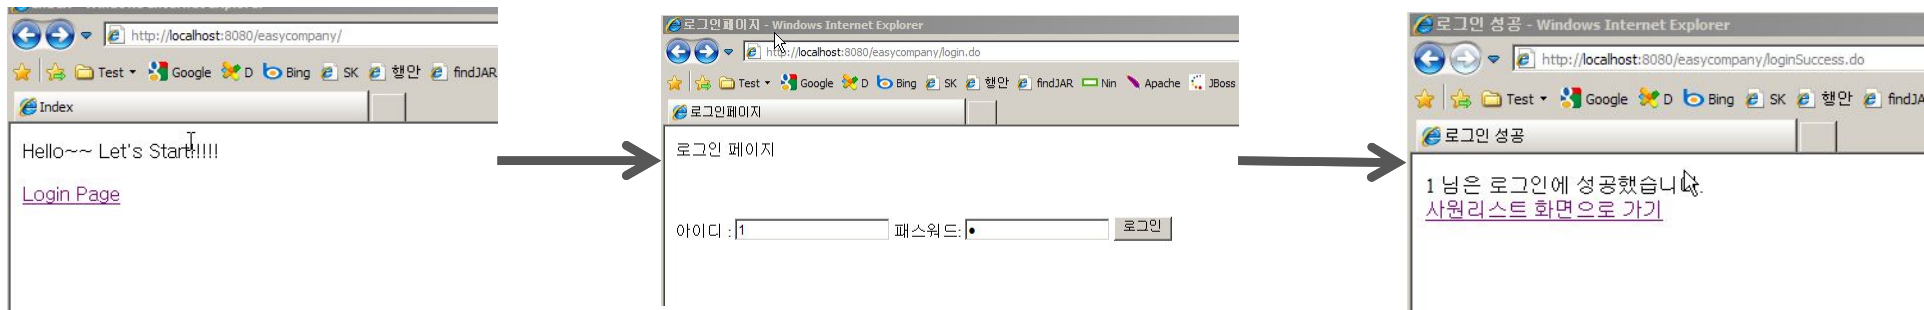 http://localhost:8080/easycompany/
Test Google D Bing SK 행안 findJAR
Index
Hello~~ Let's Start!!!!!
Login Page
로그인페이지 - Windows Internet Explorer
http://localhost:8080/easycompany/login.do
Test Google D Bing SK 행안 findJAR Nin Apache JBoss
로그인페이지
로그인 페이지
아이디 : 1 패스워드: ● 로그인
로그인 성공 - Windows Internet Explorer
http://localhost:8080/easycompany/loginSuccess.do
Test Google D Bing SK 행안 findJA
로그인 성공
1 님은 로그인에 성공했습니다.
사원리스트 화면으로 가기